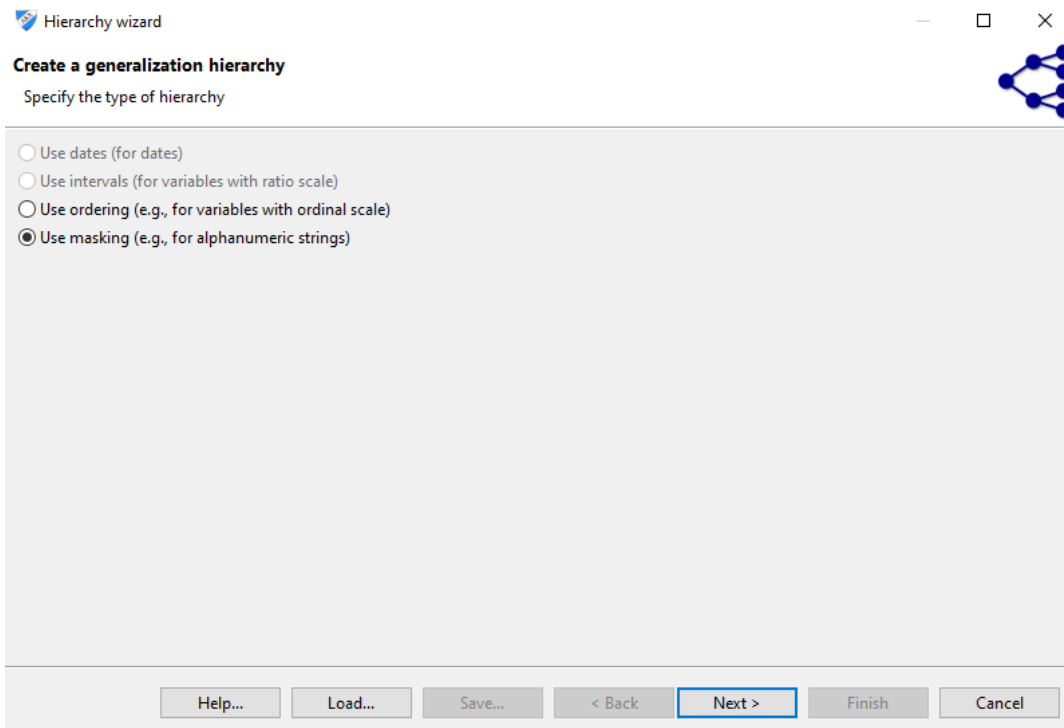 Hierarchy wizard
Create a generalization hierarchy
Specify the type of hierarchy
Use dates (for dates)
Use intervals (for variables with ratio scale)
Use ordering (e.g., for variables with ordinal scale)
Use masking (e.g., for alphanumeric strings)
Help... Load... Save... < Back Next > Finish Cancel